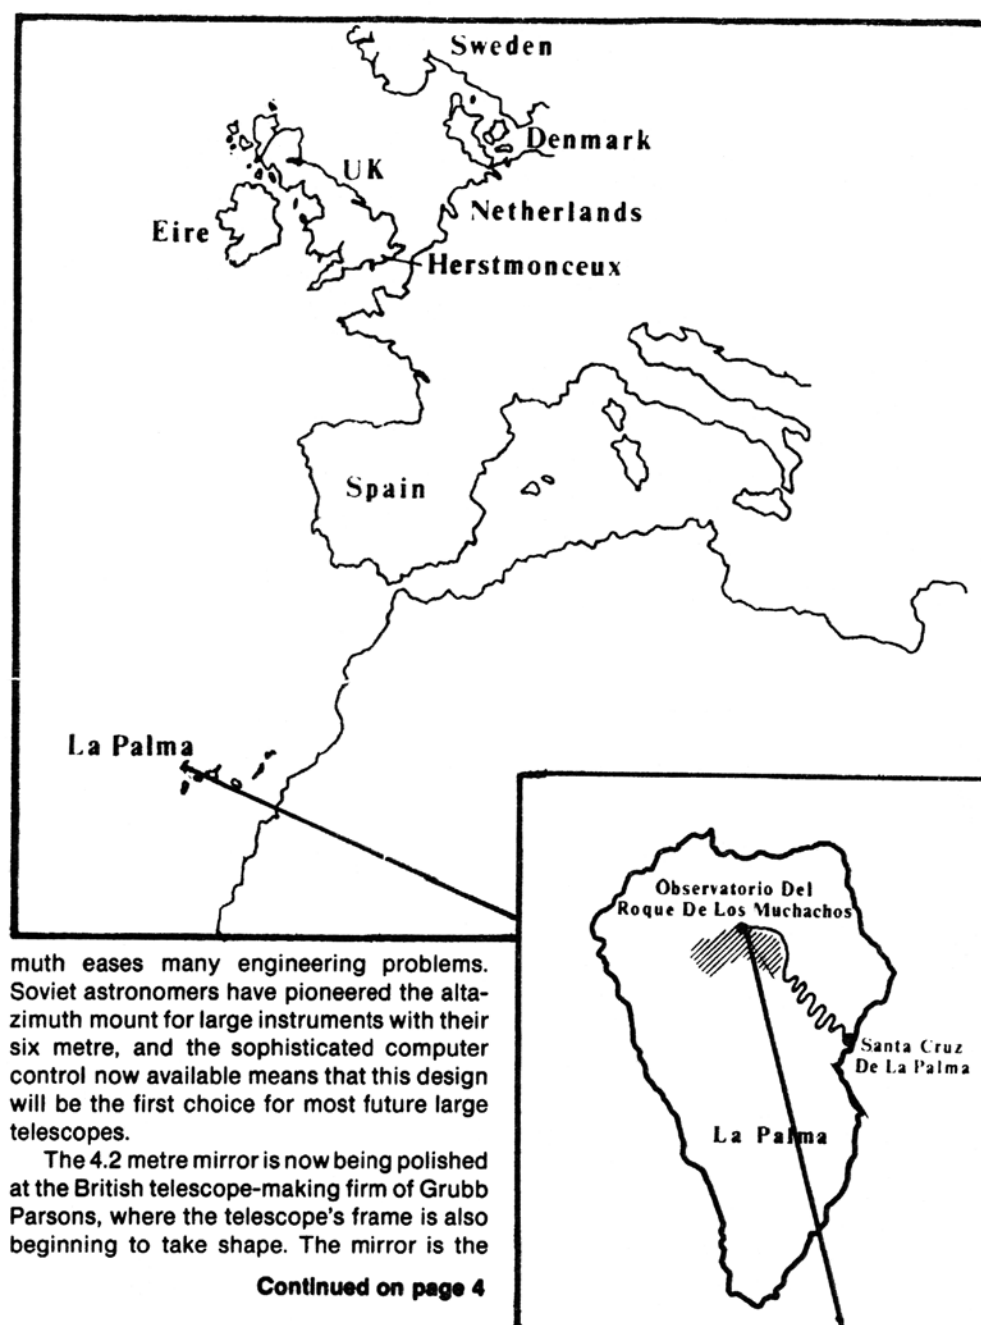 Sweden
Denmark
UK
Netherlands
Eire
Herstmonceux
Spain
La Palma
Observatorio Del
Roque De Los Muchachos
Santa Cruz
De La Palma
La Palma
muth eases many engineering problems.
Soviet astronomers have pioneered the alta-
zimuth mount for large instruments with their
six metre, and the sophisticated computer
control now available means that this design
will be the first choice for most future large
telescopes.
The 4.2 metre mirror is now being polished
at the British telescope-making firm of Grubb
Parsons, where the telescope's frame is also
beginning to take shape. The mirror is the
Continued on page 4